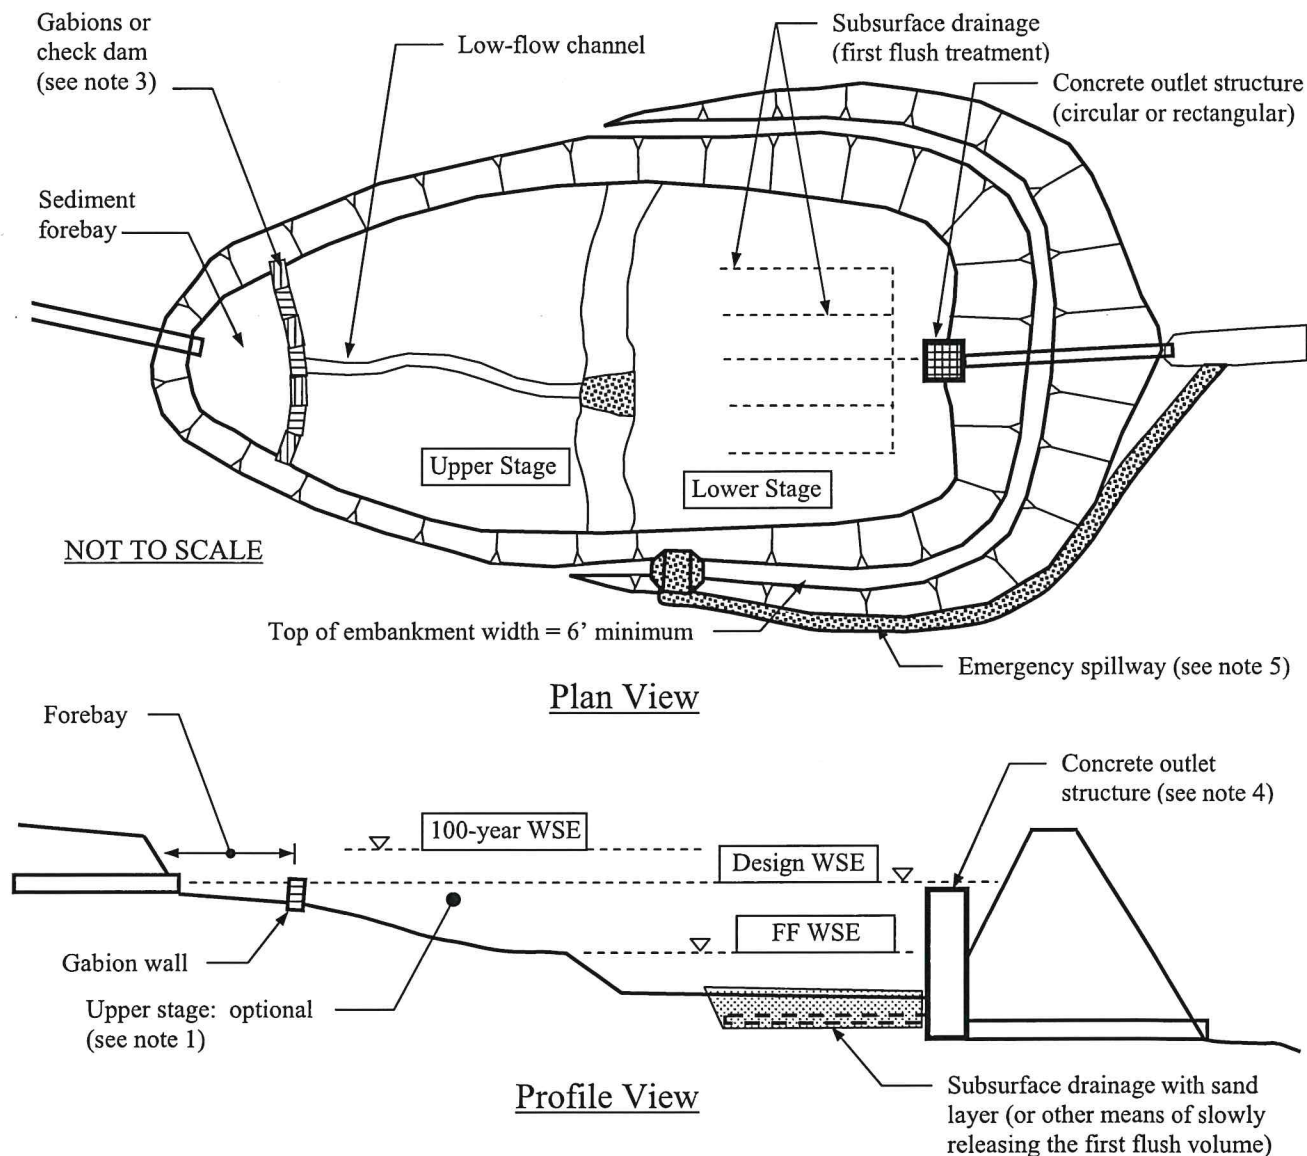 Gabions or
check dam
(see note 3)
Low-flow channel
Subsurface drainage
(first flush treatment)
Concrete outlet structure
(circular or rectangular)
Sediment
forebay
Upper Stage
Lower Stage
NOT TO SCALE
Top of embankment width = 6’ minimum
Emergency spillway (see note 5)
Plan View
Forebay
Concrete outlet
structure (see note 4)
100-year WSE
Design WSE
FF WSE
Gabion wall
Upper stage: optional
(see note 1)
Profile View
Subsurface drainage with sand
layer (or other means of slowly
releasing the first flush volume)